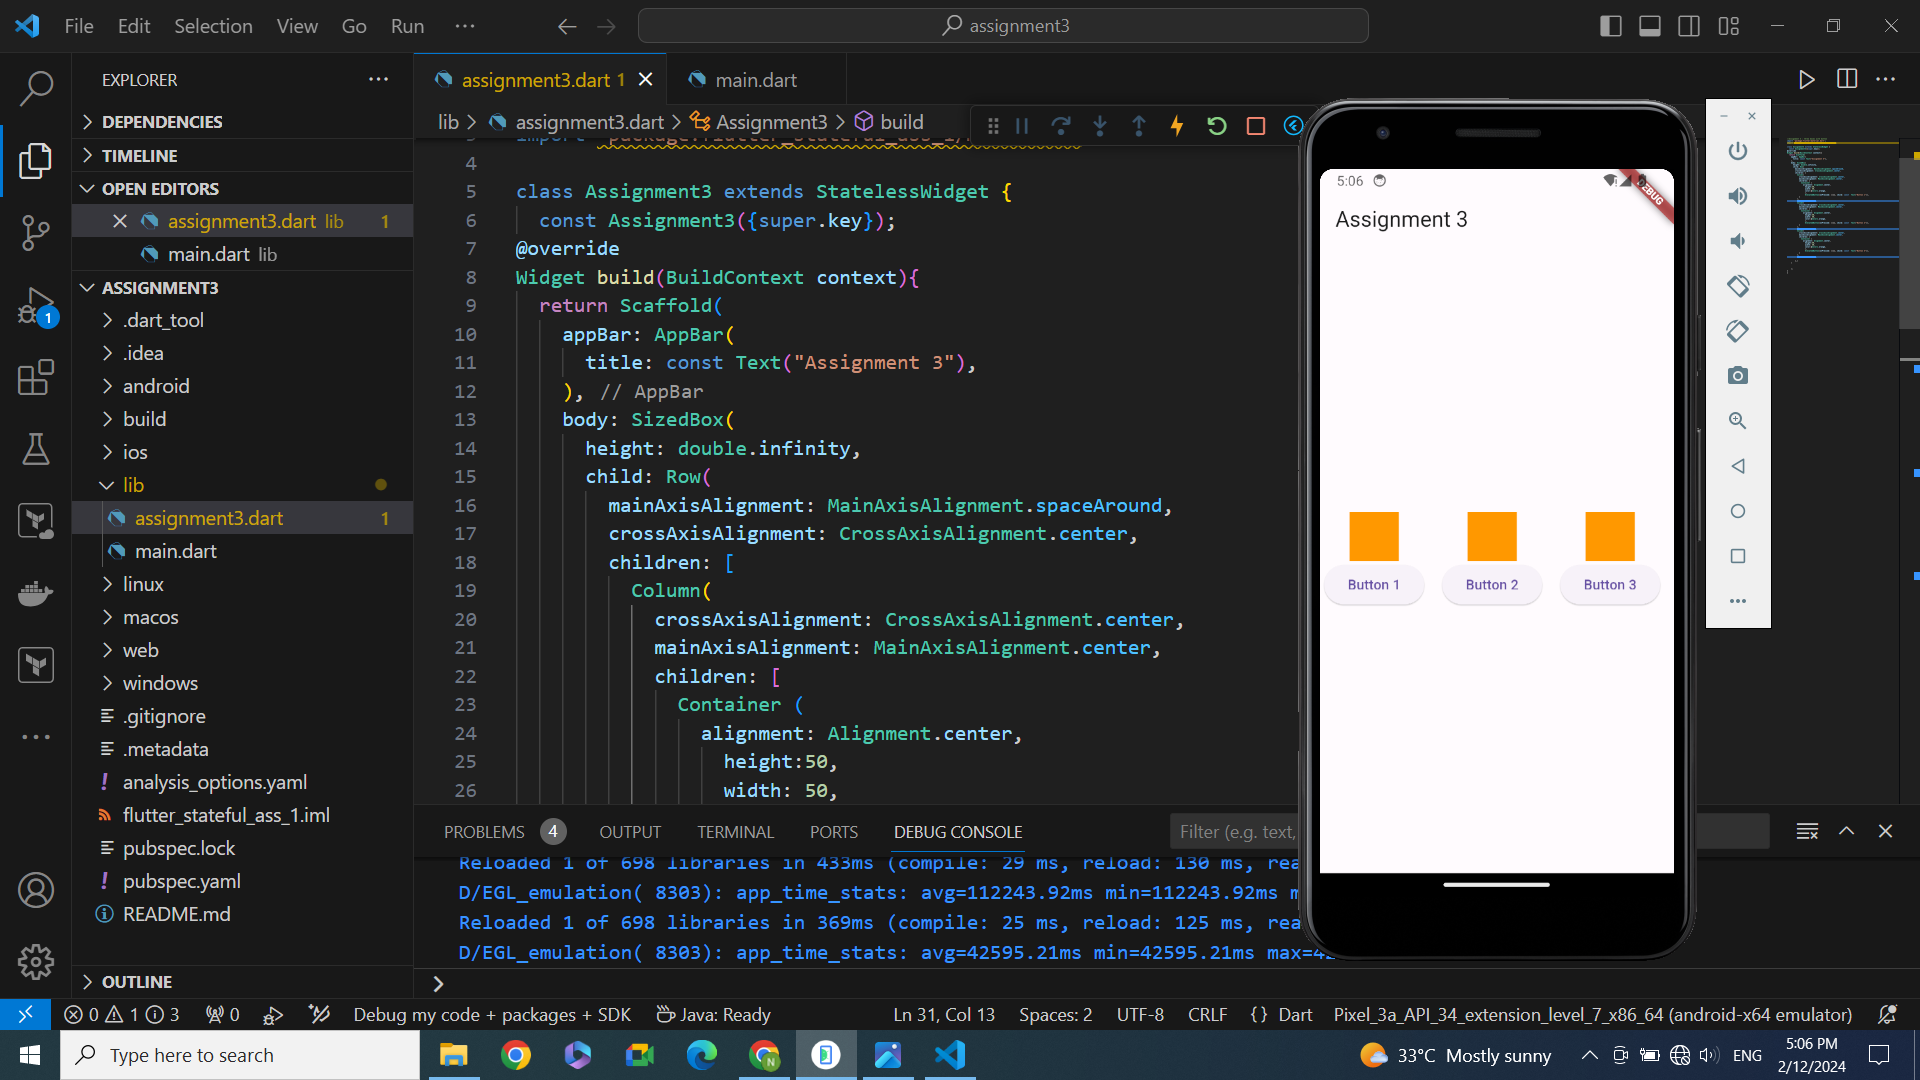 File Edit Selection View Go Run
assignment3
EXPLORER
DEPENDENCIES
TIMELINE
OPEN EDITORS
assignment3.dart lib 1
main.dart lib
ASSIGNMENT3
.dart_tool
.idea
android
build
ios
lib
assignment3.dart 1
main.dart
linux
macos
web
windows
.gitignore
.metadata
analysis_options.yaml
flutter_stateful_ass_1.iml
pubspec.lock
pubspec.yaml
README.md
OUTLINE
1
assignment3.dart 1
main.dart
lib > assignment3.dart > Assignment3 > build
4
5 class Assignment3 extends StatelessWidget {
6 const Assignment3({super.key});
7 @override
8 Widget build(BuildContext context){
9 return Scaffold(
10 appBar: AppBar(
11 title: const Text("Assignment 3"),
12 ), // AppBar
13 body: SizedBox(
14 height: double.infinity,
15 child: Row(
16 mainAxisAlignment: MainAxisAlignment.spaceAround,
17 crossAxisAlignment: CrossAxisAlignment.center,
18 children: [
19 Column(
20 crossAxisAlignment: CrossAxisAlignment.center,
21 mainAxisAlignment: MainAxisAlignment.center,
22 children: [
23 Container (
24 alignment: Alignment.center,
25 height:50,
26 width: 50,
5:06
DEBUG
Assignment 3
Button 1
Button 2
Button 3
PROBLEMS 4 OUTPUT TERMINAL PORTS DEBUG CONSOLE
Filter (e.g. text,
Reloaded 1 of 698 libraries in 433ms (compile: 29 ms, reload: 130 ms, rea
D/EGL_emulation( 8303): app_time_stats: avg=112243.92ms min=112243.92ms m
Reloaded 1 of 698 libraries in 369ms (compile: 25 ms, reload: 125 ms, rea
D/EGL_emulation( 8303): app_time_stats: avg=42595.21ms min=42595.21ms max=42
0 1 3 0 Debug my code + packages + SDK Java: Ready
Ln 31, Col 13 Spaces: 2 UTF-8 CRLF {} Dart Pixel_3a_API_34_extension_level_7_x86_64 (android-x64 emulator)
Type here to search
33°C Mostly sunny
ENG
5:06 PM
2/12/2024